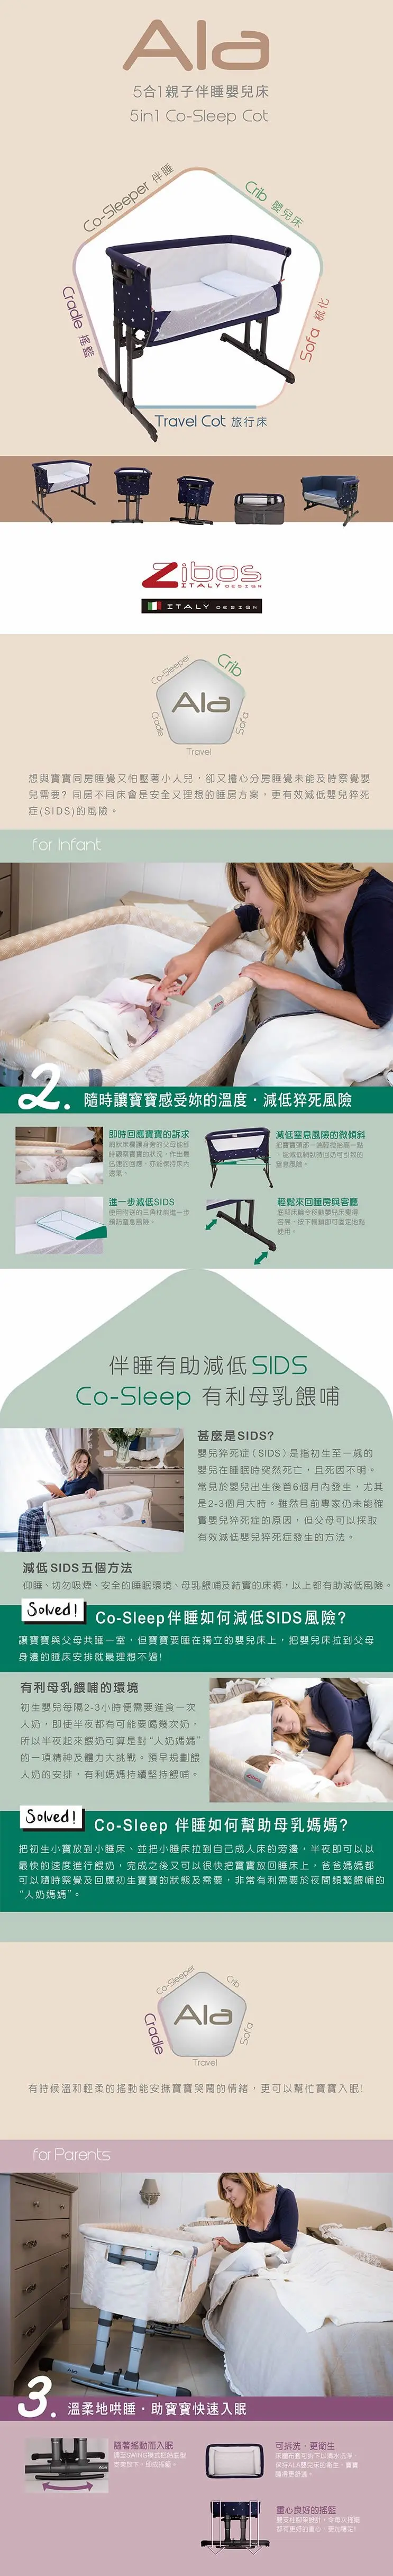 Ala
5合1親子伴睡嬰兒床
5in1 Co-Sleep Cot
Co-Sleeper 伴睡
Crib 嬰兒床
Cradle 搖籃
Sofa 梳化
Travel Cot 旅行床
Zibos
ITALY DESIGN
ITALY DESIGN
Co-Sleeper
Crib
Ala
Cradle
Sofa
Travel
想與寶寶同房睡覺又怕壓著小人兒，卻又擔心分房睡覺未能及時察覺嬰
兒需要? 同房不同床會是安全又理想的睡房方案，更有效減低嬰兒猝死
症(SIDS)的風險。
for Infant
2.
隨時讓寶寶感受妳的溫度．減低猝死風險
即時回應寶寶的訴求
減低窒息風險的微傾斜
進一步減低SIDS
使用附送的三角枕能進一步
預防窒息風險。
輕鬆來回睡房與客廳
伴睡有助減低SIDS
Co-Sleep 有利母乳餵哺
甚麼是SIDS?
嬰兒猝死症（SIDS）是指初生至一歲的
嬰兒在睡眠時突然死亡，且死因不明。
常見於嬰兒出生後首6個月內發生，尤其
是2-3個月大時。雖然目前專家仍未能確
實嬰兒猝死症的原因，但父母可以採取
有效減低嬰兒猝死症發生的方法。
減低SIDS五個方法
仰睡、切勿吸煙、安全的睡眠環境、母乳餵哺及結實的床褥，以上都有助減低風險。
Solved!
Co-Sleep伴睡如何減低SIDS風險?
讓寶寶與父母共睡一室，但寶寶要睡在獨立的嬰兒床上，把嬰兒床拉到父母
身邊的睡床安排就最理想不過!
有利母乳餵哺的環境
初生嬰兒每隔2-3小時便需要進食一次
人奶，即使半夜都有可能要喝幾次奶，
所以半夜起來餵奶可算是對“人奶媽媽”
的一項精神及體力大挑戰。預早規劃餵
人奶的安排，有利媽媽持續堅持餵哺。
Solved!
Co-Sleep 伴睡如何幫助母乳媽媽?
把初生小寶放到小睡床、並把小睡床拉到自己成人床的旁邊，半夜即可以以
最快的速度進行餵奶，完成之後又可以很快把寶寶放回睡床上，爸爸媽媽都
可以隨時察覺及回應初生寶寶的狀態及需要，非常有利需要於夜間頻繁餵哺的
“人奶媽媽”。
Co-Sleeper
Crib
Ala
Cradle
Sofa
Travel
有時候溫和輕柔的搖動能安撫寶寶哭鬧的情緒，更可以幫忙寶寶入眠!
for Parents
3.
溫柔地哄睡．助寶寶快速入眠
隨著搖動而入眠
可拆洗．更衛生
重心良好的搖籃